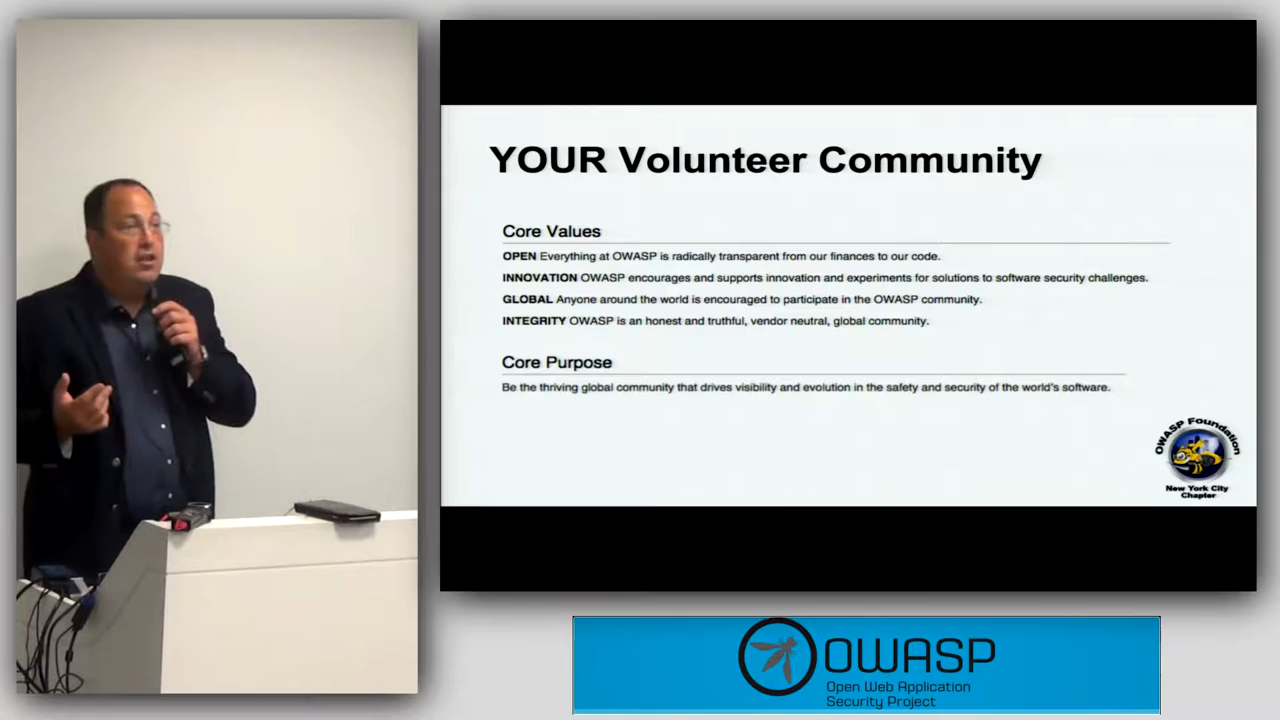 YOUR Volunteer Community
Core Values
OPEN Everything at OWASP is radically transparent from our finances to our code.
INNOVATION OWASP encourages and supports innovation and experiments for solutions to software security challenges.
GLOBAL Anyone around the world is encouraged to participate in the OWASP community.
INTEGRITY OWASP is an honest and truthful, vendor neutral, global community.
Core Purpose
Be the thriving global community that drives visibility and evolution in the safety and security of the world's software.
OWASP Foundation
New York City
Chapter
OWASP
Open Web Application
Security Project